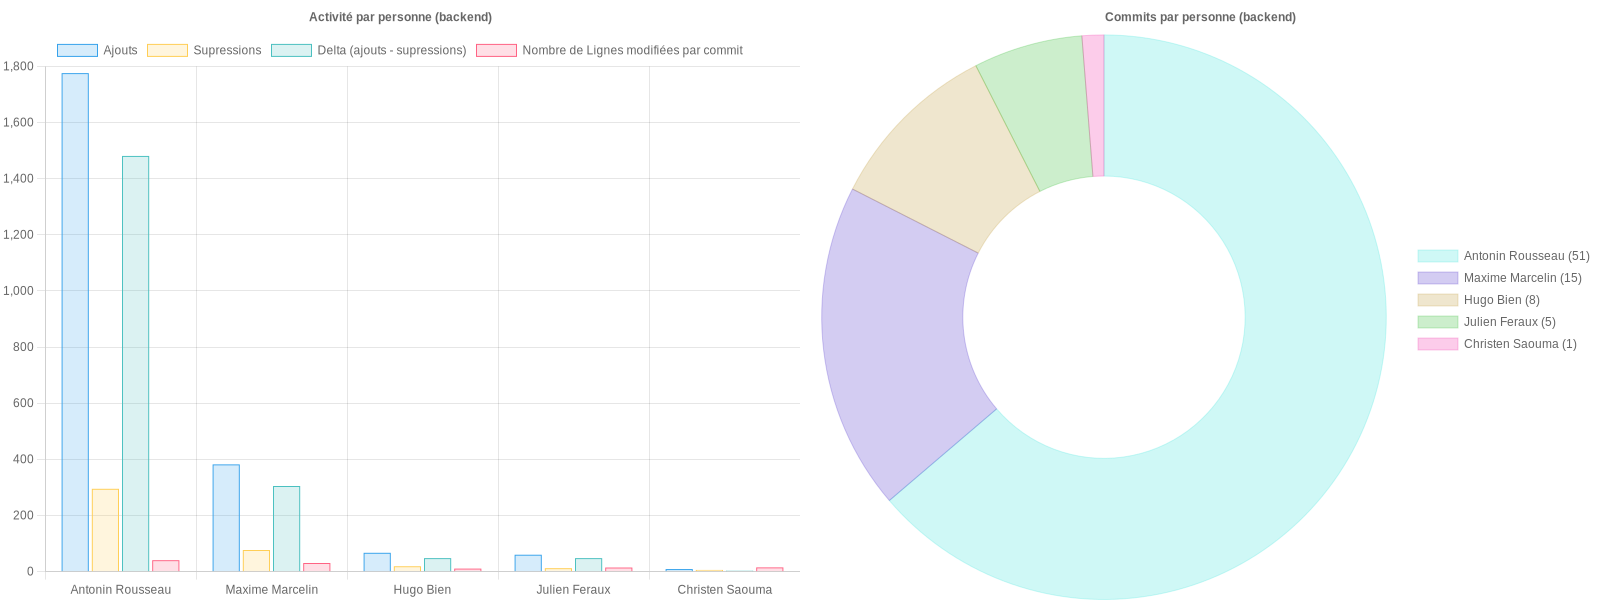 Activité par personne (backend)
Ajouts
Supressions
Delta (ajouts - supressions)
Nombre de Lignes modifiées par commit
1,800
1,600
1,400
1,200
1,000
800
600
400
200
0
Antonin Rousseau
Maxime Marcelin
Hugo Bien
Julien Feraux
Christen Saouma
Commits par personne (backend)
Antonin Rousseau (51)
Maxime Marcelin (15)
Hugo Bien (8)
Julien Feraux (5)
Christen Saouma (1)